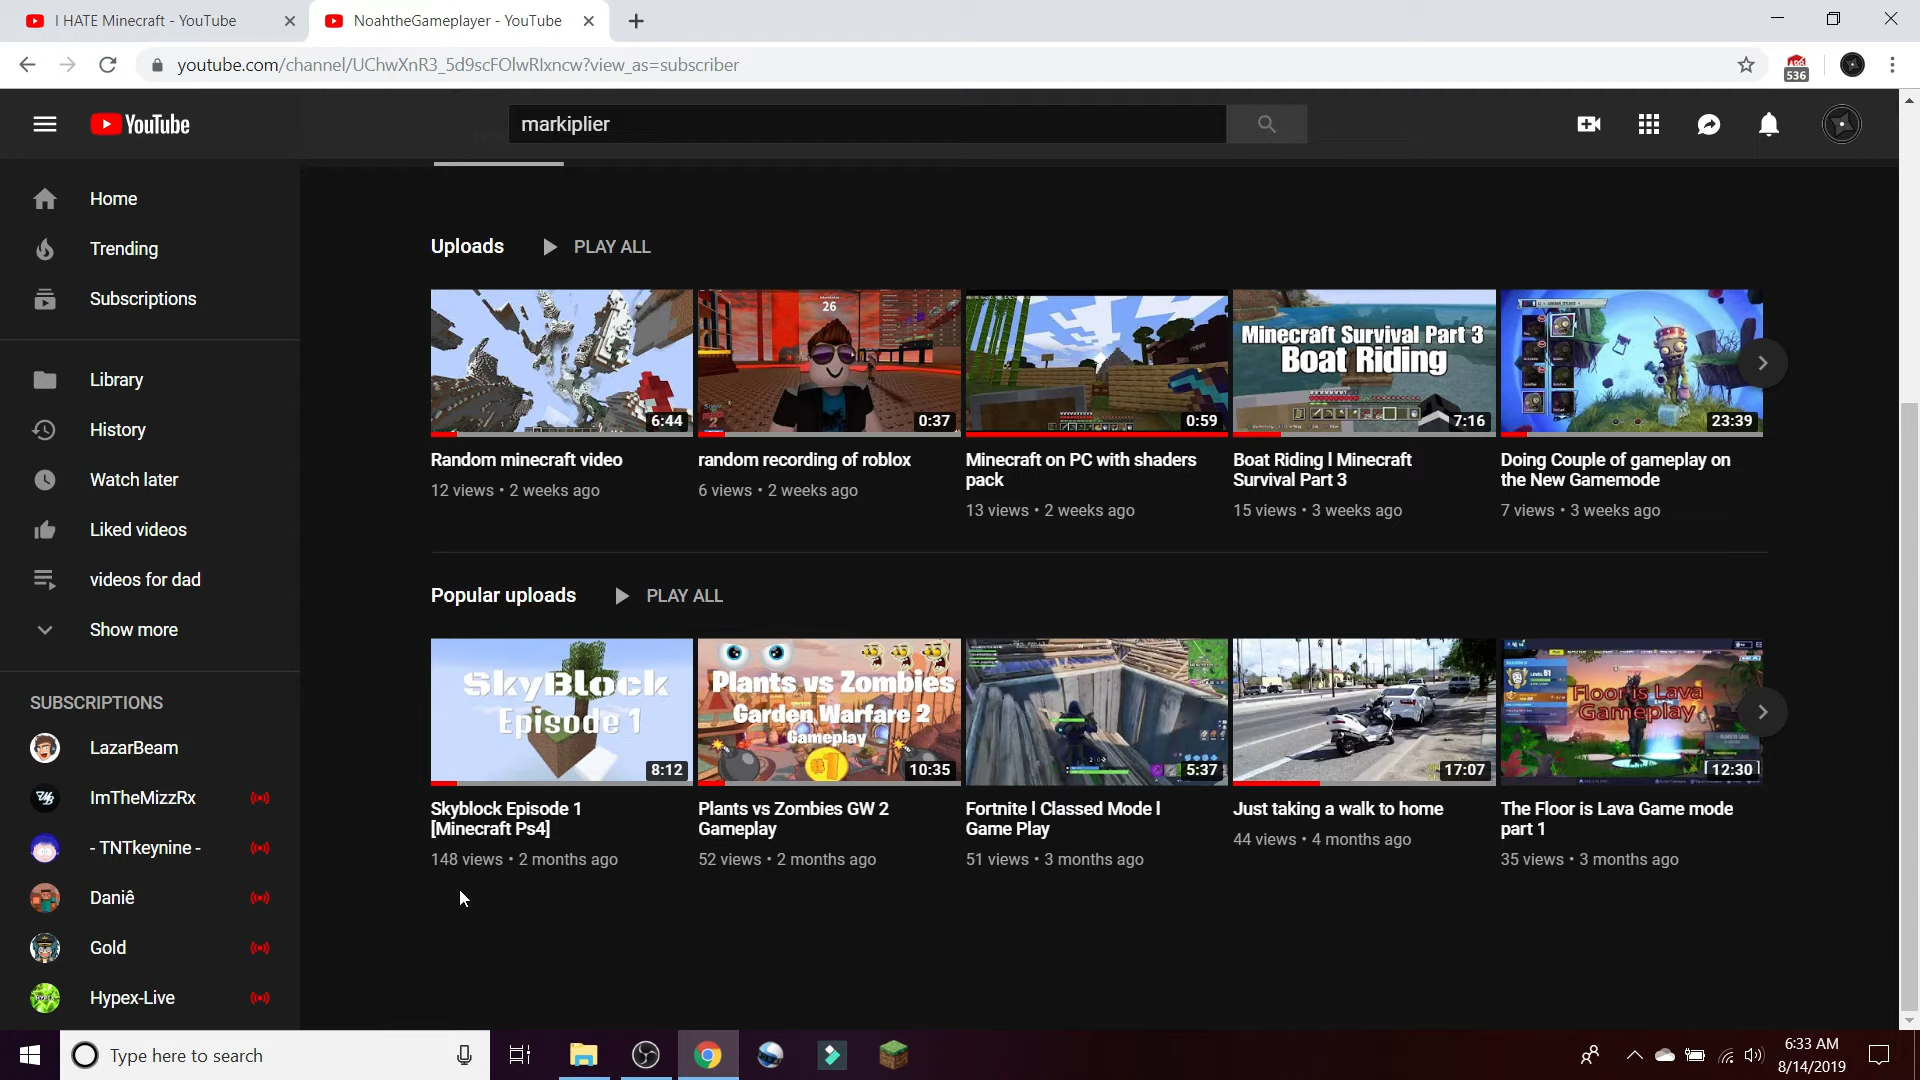 I HATE Minecraft - YouTube
NoahtheGameplayer - YouTube
youtube.com/channel/UChwXnR3_5d9scFOlwRIxncw?view_as=subscriber
536
YouTube
markiplier
Home
Trending
Subscriptions
Library
History
Watch later
Liked videos
videos for dad
Show more
SUBSCRIPTIONS
LazarBeam
ImTheMizzRx
- TNTkeynine -
Daniê
Gold
Hypex-Live
Uploads
PLAY ALL
6:44
26
0:37
0:59
Minecraft Survival Part 3
Boat Riding
7:16
23:39
Random minecraft video
12 views • 2 weeks ago
random recording of roblox
6 views • 2 weeks ago
Minecraft on PC with shaders
pack
13 views • 2 weeks ago
Boat Riding l Minecraft
Survival Part 3
15 views • 3 weeks ago
Doing Couple of gameplay on
the New Gamemode
7 views • 3 weeks ago
Popular uploads
PLAY ALL
SkyBlock
Episode 1
8:12
Plants vs Zombies
Garden Warfare 2
Gameplay
#1
10:35
5:37
17:07
Floor is Lava
Gameplay
12:30
Skyblock Episode 1
[Minecraft Ps4]
148 views • 2 months ago
Plants vs Zombies GW 2
Gameplay
52 views • 2 months ago
Fortnite l Classed Mode l
Game Play
51 views • 3 months ago
Just taking a walk to home
44 views • 4 months ago
The Floor is Lava Game mode
part 1
35 views • 3 months ago
Type here to search
6:33 AM
8/14/2019